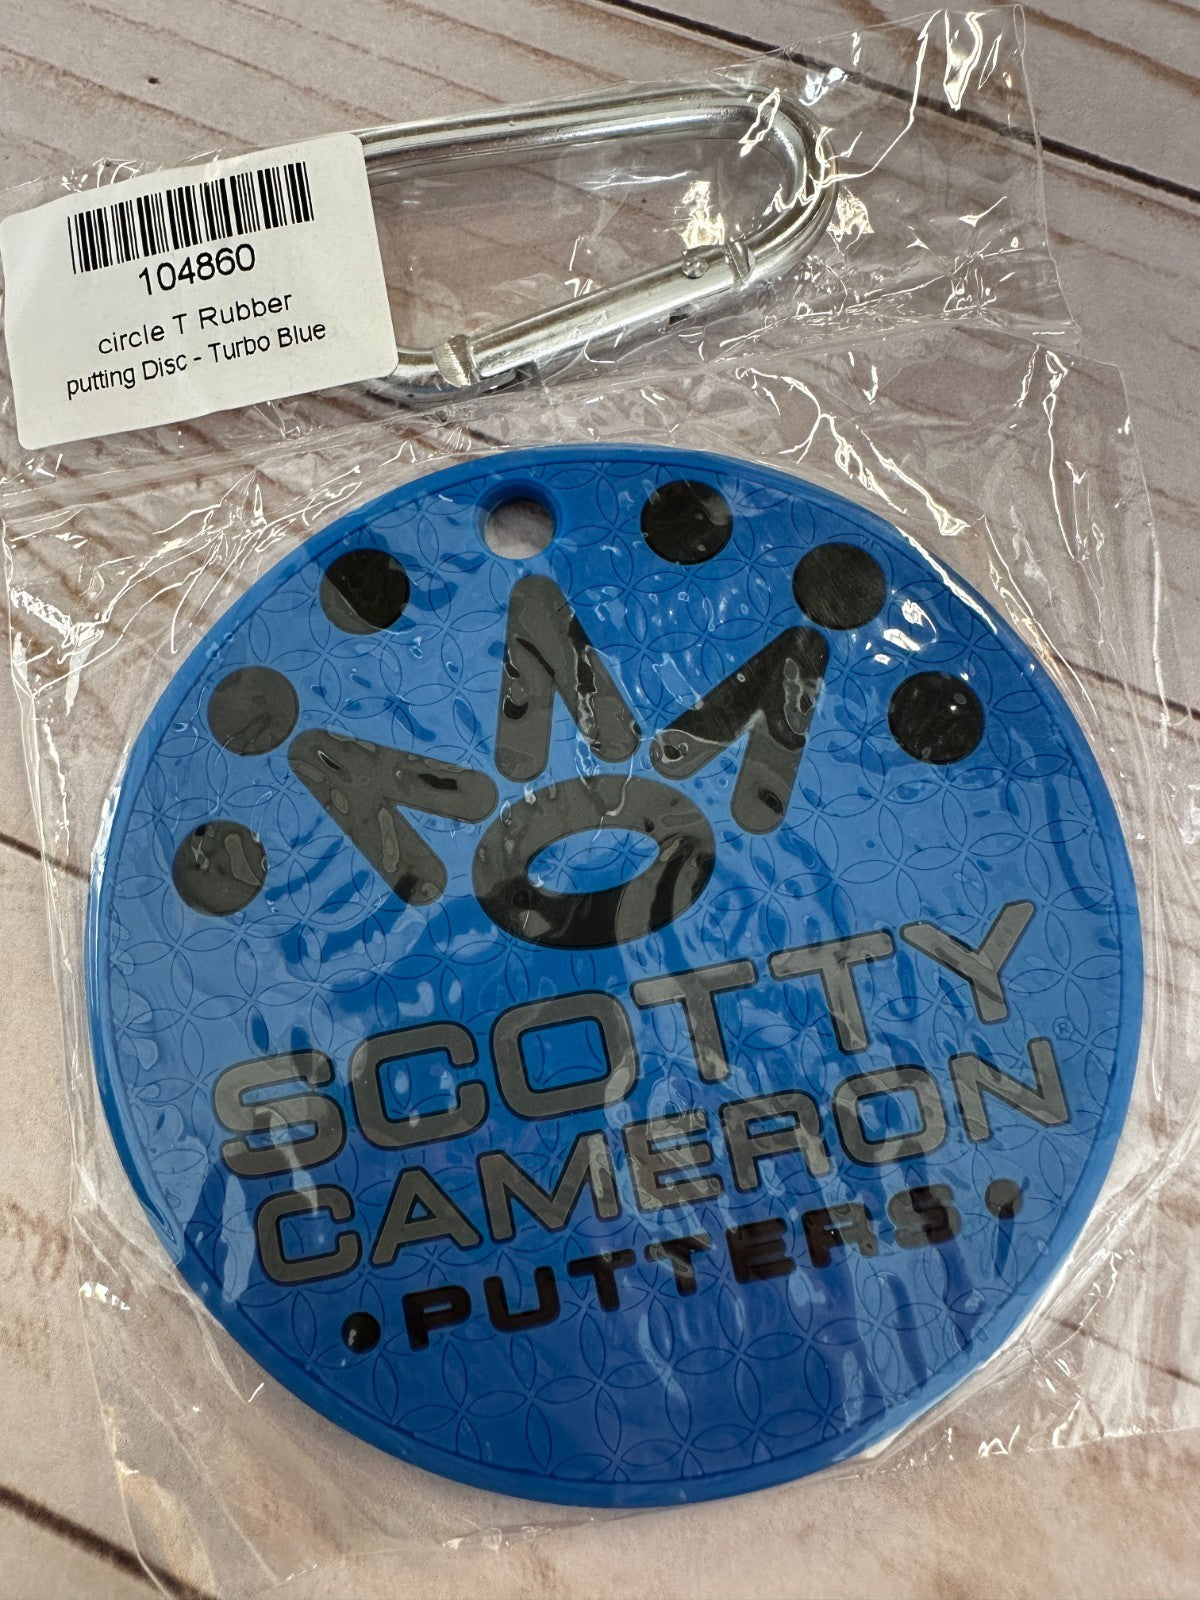 104860
circle T Rubber
putting Disc - Turbo Blue
SCOTTY
CAMERON®
• PUTTERS •